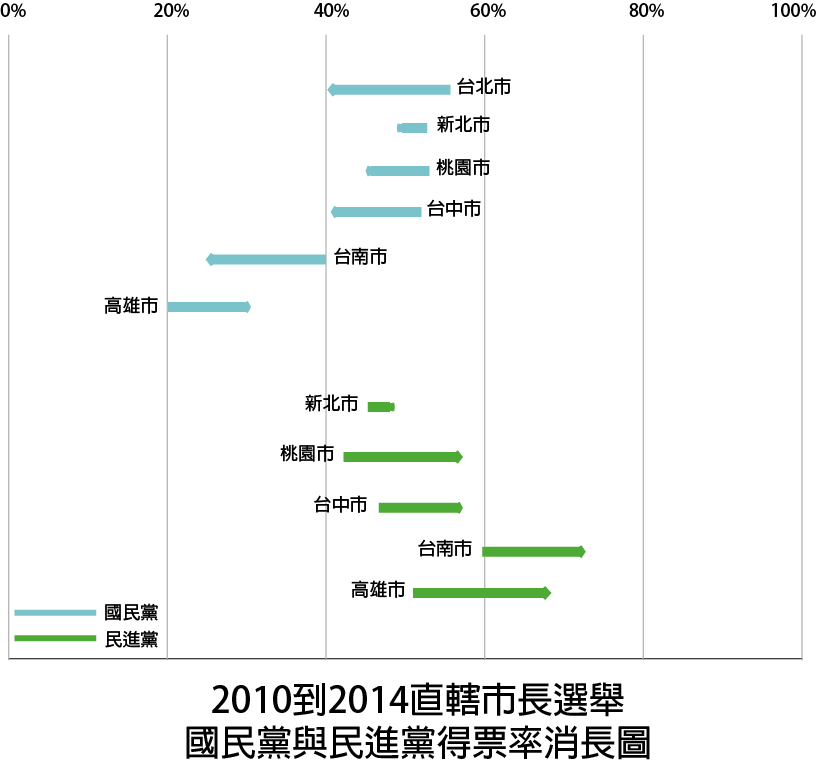 0% 20% 40% 60% 80% 100%
台北市
新北市
桃園市
台中市
台南市
高雄市
新北市
桃園市
台中市
台南市
高雄市
國民黨
民進黨
2010到2014直轄市長選舉
國民黨與民進黨得票率消長圖